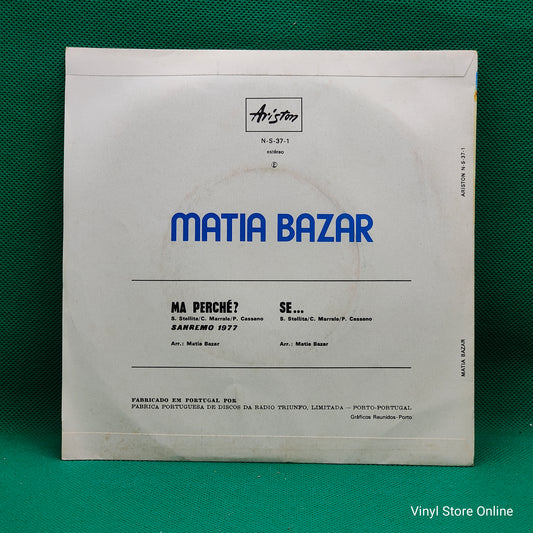 Ariston
N-S-37-1
estéreo
Ⓟ
MATIA BAZAR
MA PERCHÉ?
S. Stellita/C. Marrale/P. Cassano
SANREMO 1977
Arr.: Matia Bazar
SE...
S. Stellita/C. Marrale/P. Cassano
Arr.: Matia Bazar
FABRICADO EM PORTUGAL POR
FABRICA PORTUGUESA DE DISCOS DA RADIO TRIUNFO, LIMITADA — PORTO-PORTUGAL
Gráficos Reunidos-Porto
ARISTON N-S-37-1
MATIA BAZAR
Vinyl Store Online